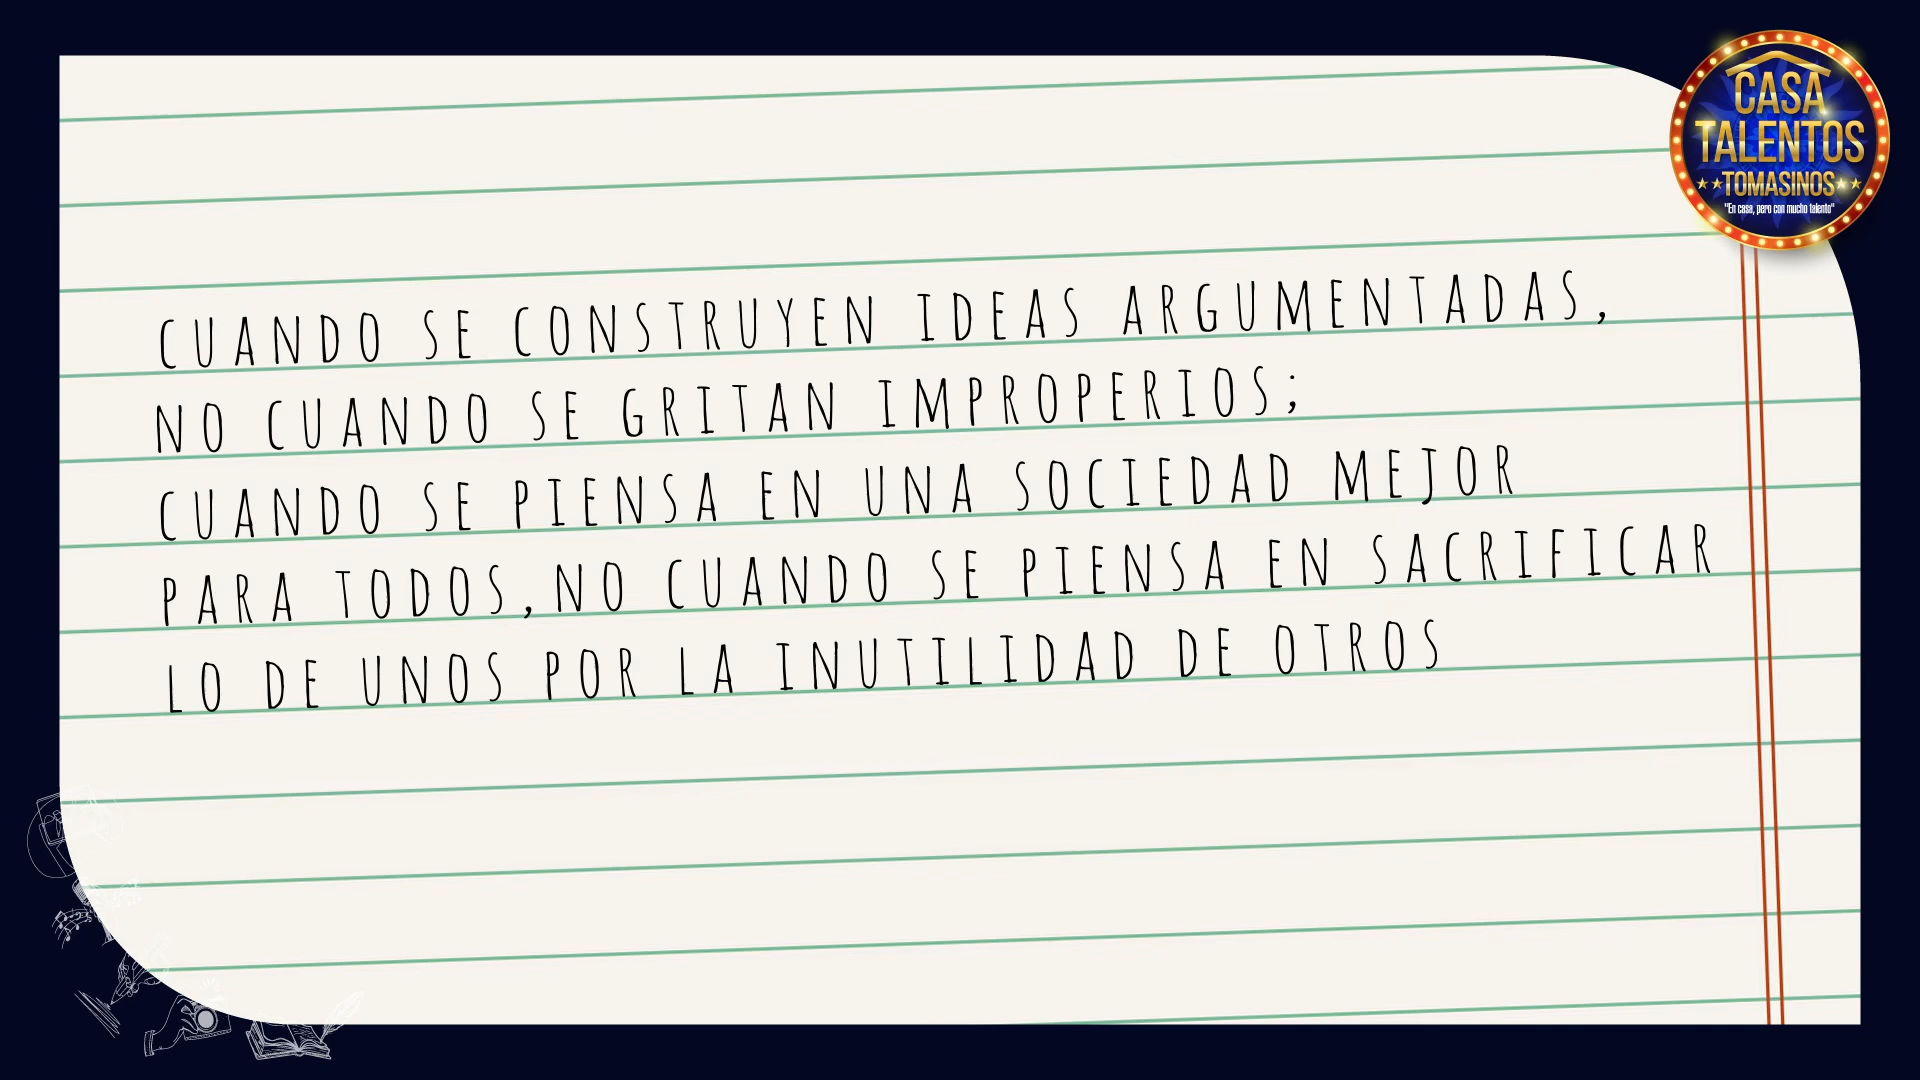 CASA
TALENTOS
TOMASINOS
"En casa, pero con mucho talento"
CUANDO SE CONSTRUYEN IDEAS ARGUMENTADAS,
NO CUANDO SE GRITAN IMPROPERIOS;
CUANDO SE PIENSA EN UNA SOCIEDAD MEJOR
PARA TODOS,NO CUANDO SE PIENSA EN SACRIFICAR
LO DE UNOS POR LA INUTILIDAD DE OTROS